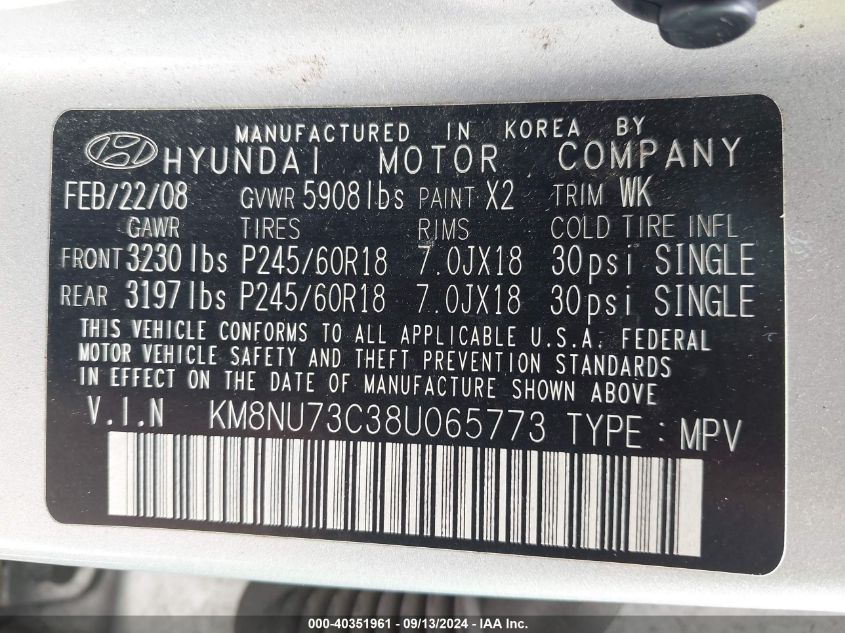 MANUFACTURED IN KOREA BY
HYUNDAI MOTOR COMPANY
FEB/22/08 GVWR 5908lbs PAINT X2 TRIM WK
GAWR TIRES RIMS COLD TIRE INFL
FRONT 3230lbs P245/60R18 7.0JX18 30psi SINGLE
REAR 3197lbs P245/60R18 7.0JX18 30psi SINGLE
THIS VEHICLE CONFORMS TO ALL APPLICABLE U.S.A. FEDERAL
MOTOR VEHICLE SAFETY AND THEFT PREVENTION STANDARDS
IN EFFECT ON THE DATE OF MANUFACTURE SHOWN ABOVE
V.I.N KM8NU73C38U065773 TYPE : MPV
000-40351961 - 09/13/2024 - IAA Inc.